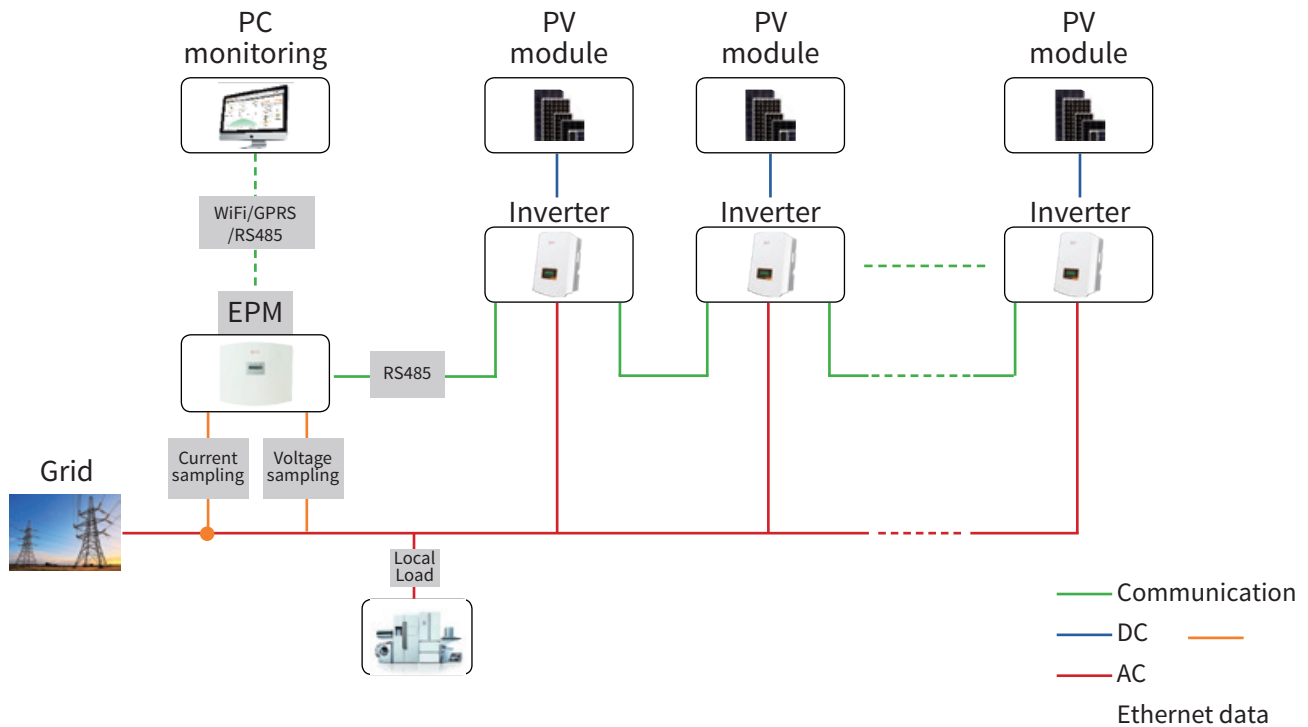 PC
monitoring
PV
module
PV
module
PV
module
WiFi/GPRS
/RS485
Inverter
Inverter
Inverter
EPM
RS485
Current
sampling
Voltage
sampling
Grid
Local
Load
Communication
DC
AC
Ethernet data